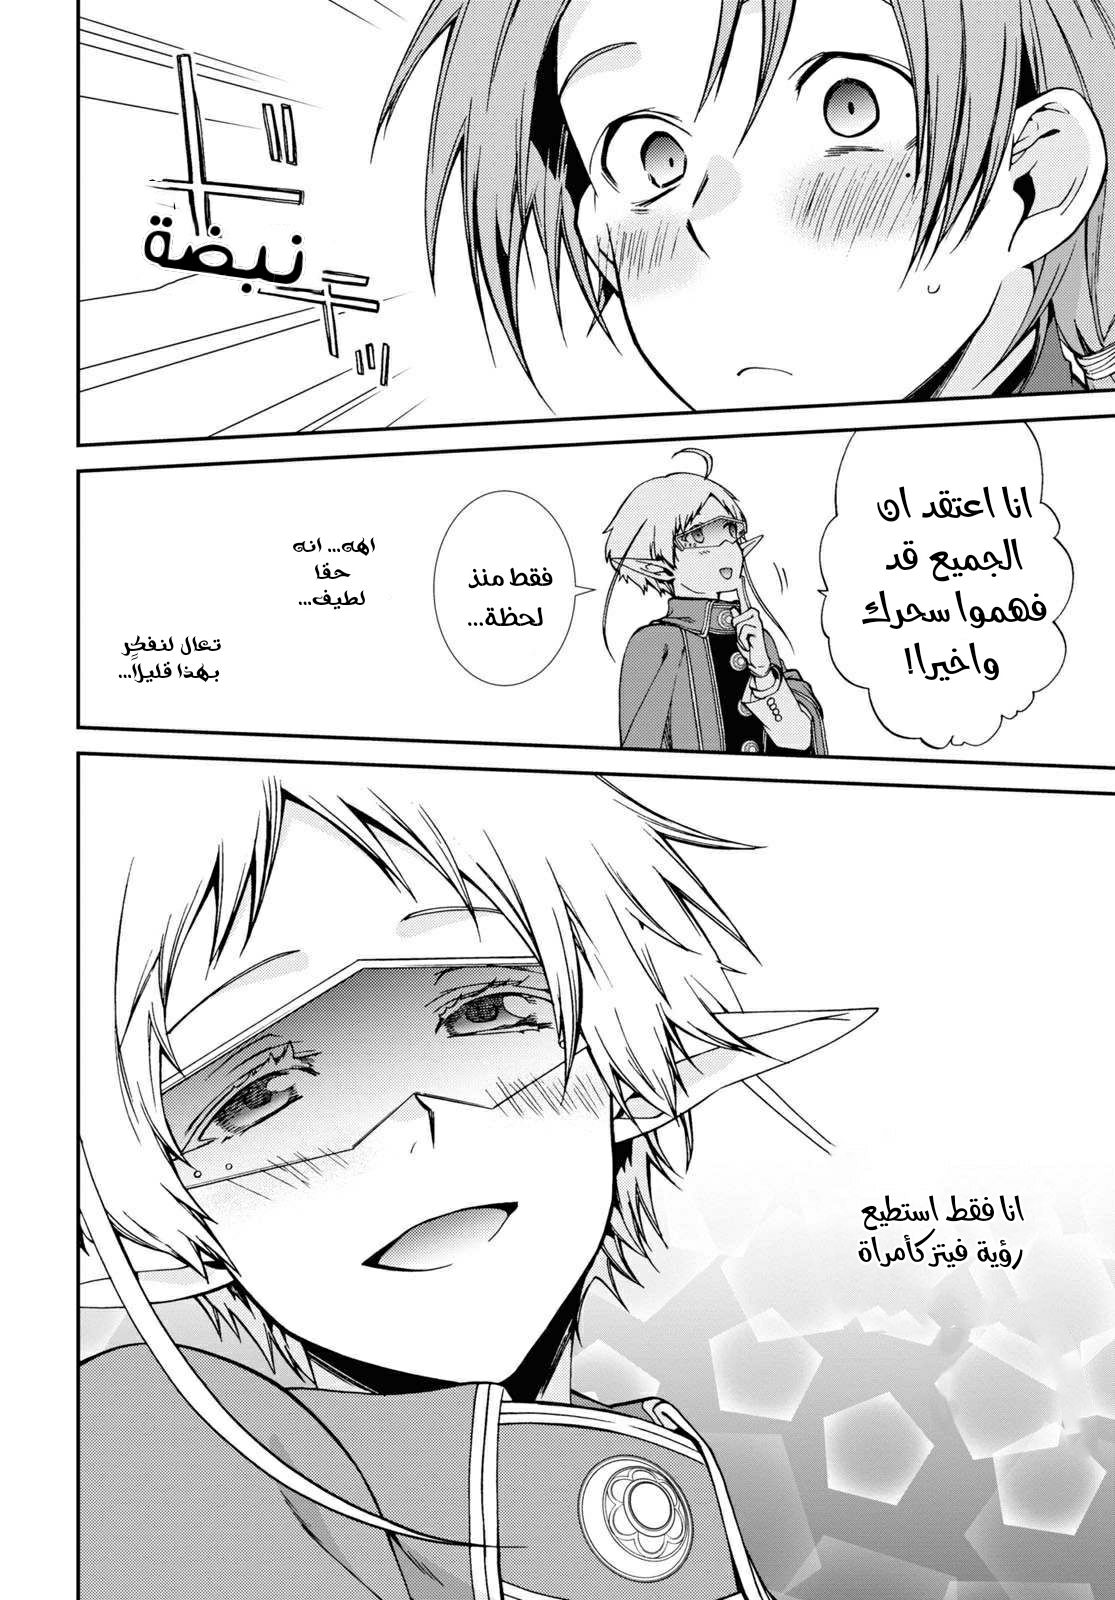 نبضة
انا اعتقد ان
الجميع قد
فهموا سحرك
واخيرا!
فقط منذ
لحظة...
اهه... انه
حقا
لطيف...
تعال لنفكر
بهذا قليلاً...
انا فقط استطيع
رؤية فيتز كأمراة